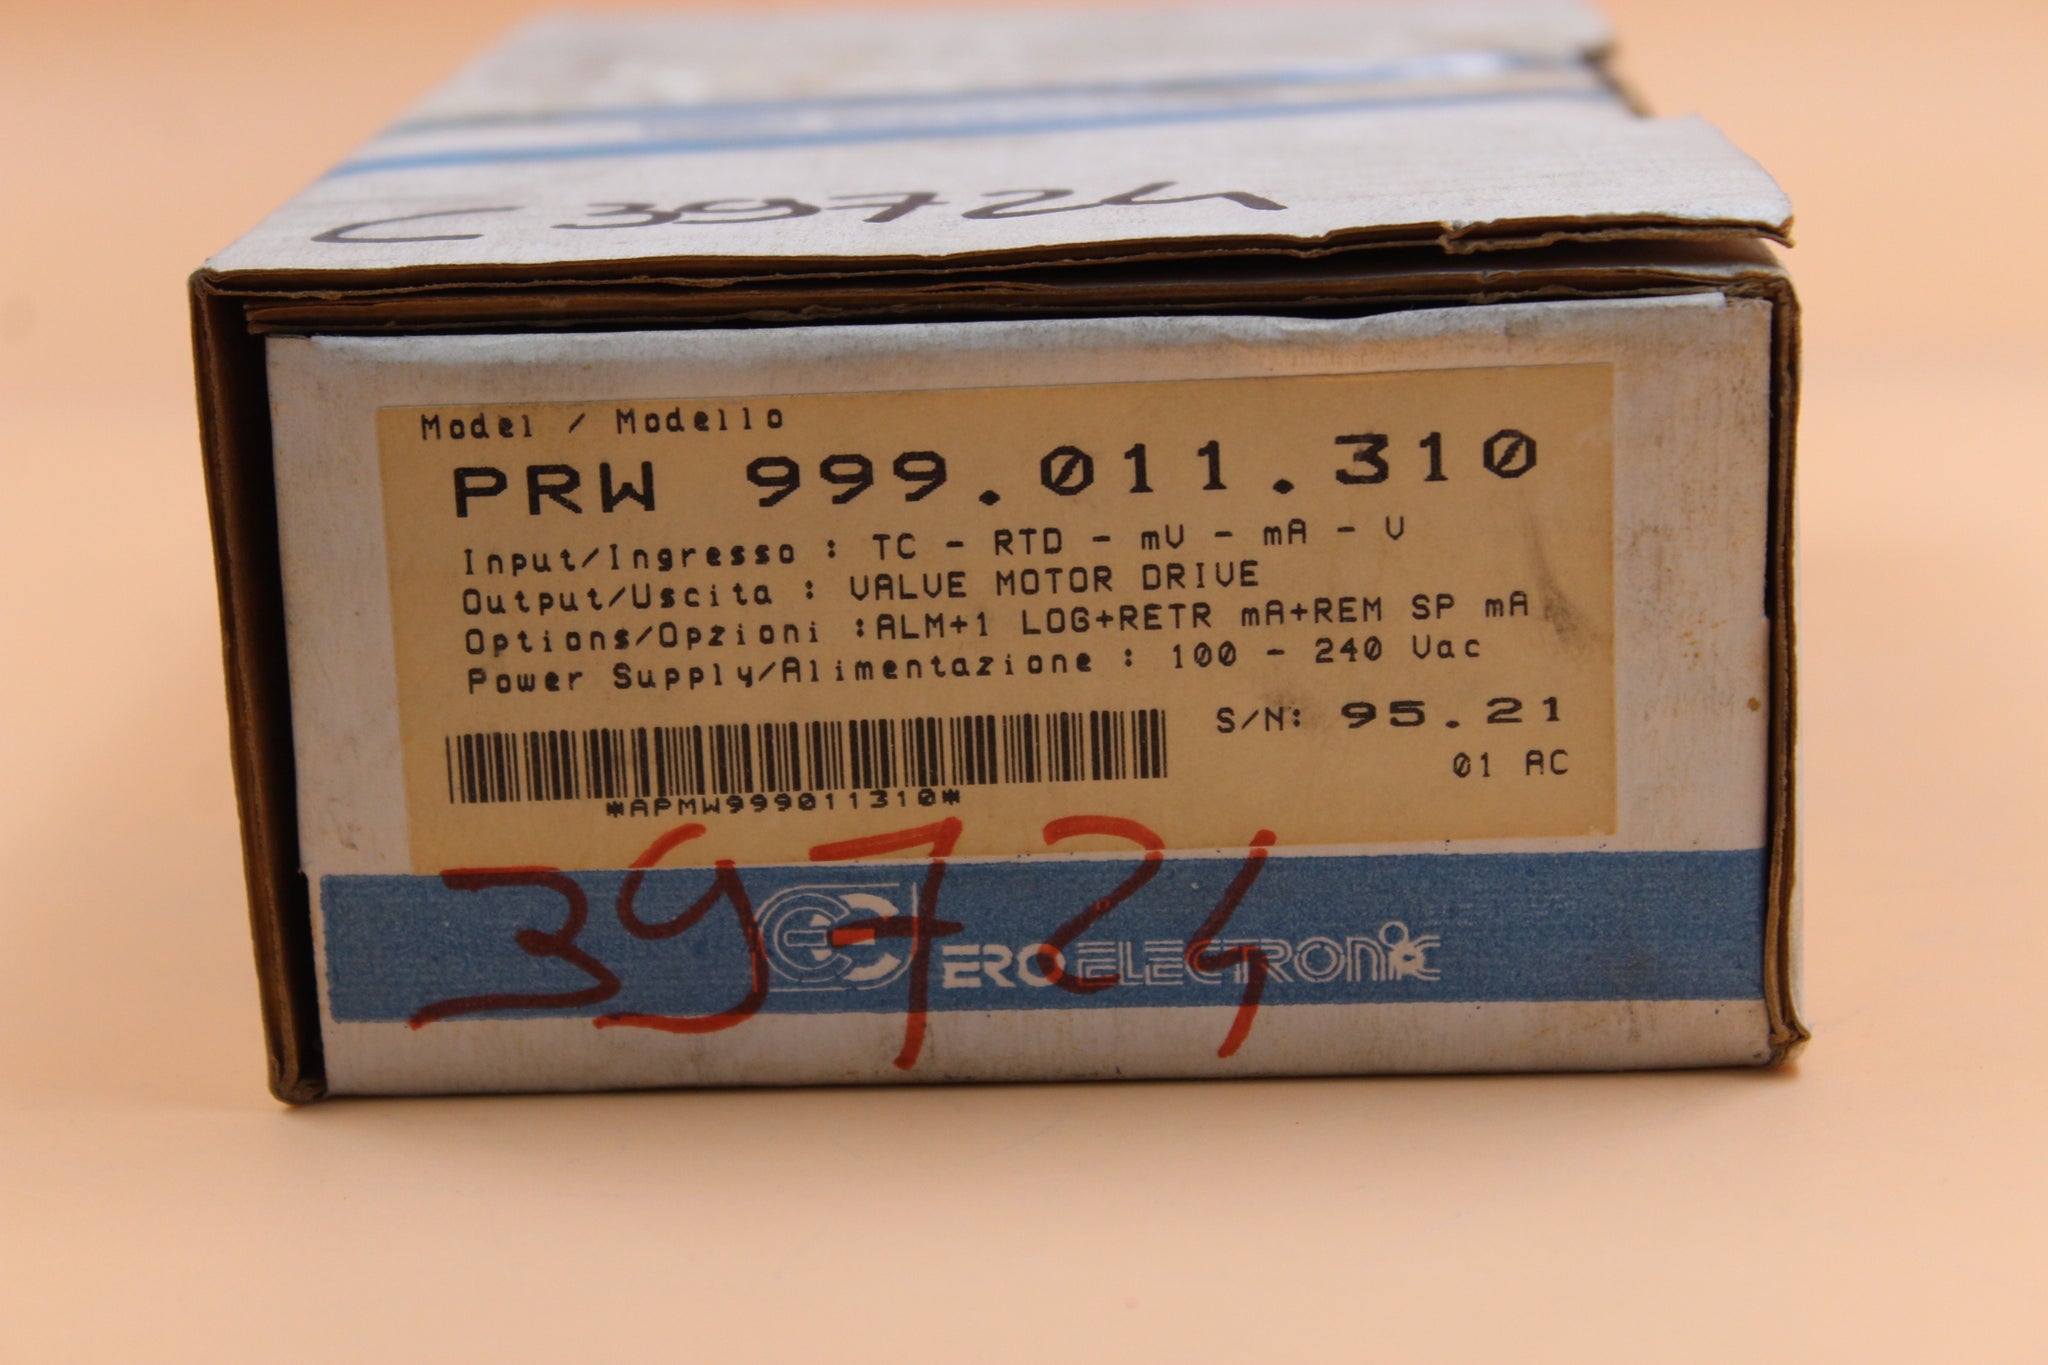 C 39724
Model / Modello
PRW 999.011.310
Input/Ingresso : TC - RTD - mV - mA - V
Output/Uscita : VALVE MOTOR DRIVE
Options/Opzioni :ALM+1 LOG+RETR mA+REM SP mA
Power Supply/Alimentazione : 100 - 240 Vac
S/N: 95.21
01 AC
*APMW999011310*
39724
ERO ELECTRONIC